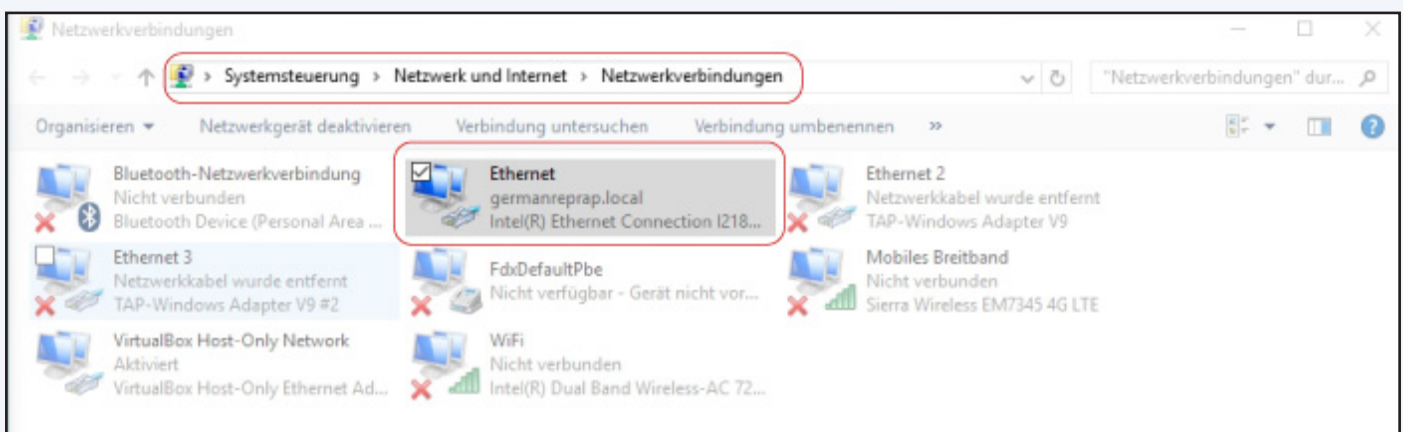 Netzwerkverbindungen
Systemsteuerung > Netzwerk und Internet > Netzwerkverbindungen
"Netzwerkverbindungen" dur...
Organisieren Netzwerkgerät deaktivieren Verbindung untersuchen Verbindung umbenennen »
Bluetooth-Netzwerkverbindung
Nicht verbunden
Bluetooth Device (Personal Area ...
Ethernet
germanreprap.local
Intel(R) Ethernet Connection I218...
Ethernet 2
Netzwerkkabel wurde entfernt
TAP-Windows Adapter V9
Ethernet 3
Netzwerkkabel wurde entfernt
TAP-Windows Adapter V9 #2
FdxDefaultPbe
Nicht verfügbar - Gerät nicht vor...
Mobiles Breitband
Nicht verbunden
Sierra Wireless EM7345 4G LTE
VirtualBox Host-Only Network
Aktiviert
VirtualBox Host-Only Ethernet Ad...
WiFi
Nicht verbunden
Intel(R) Dual Band Wireless-AC 72...